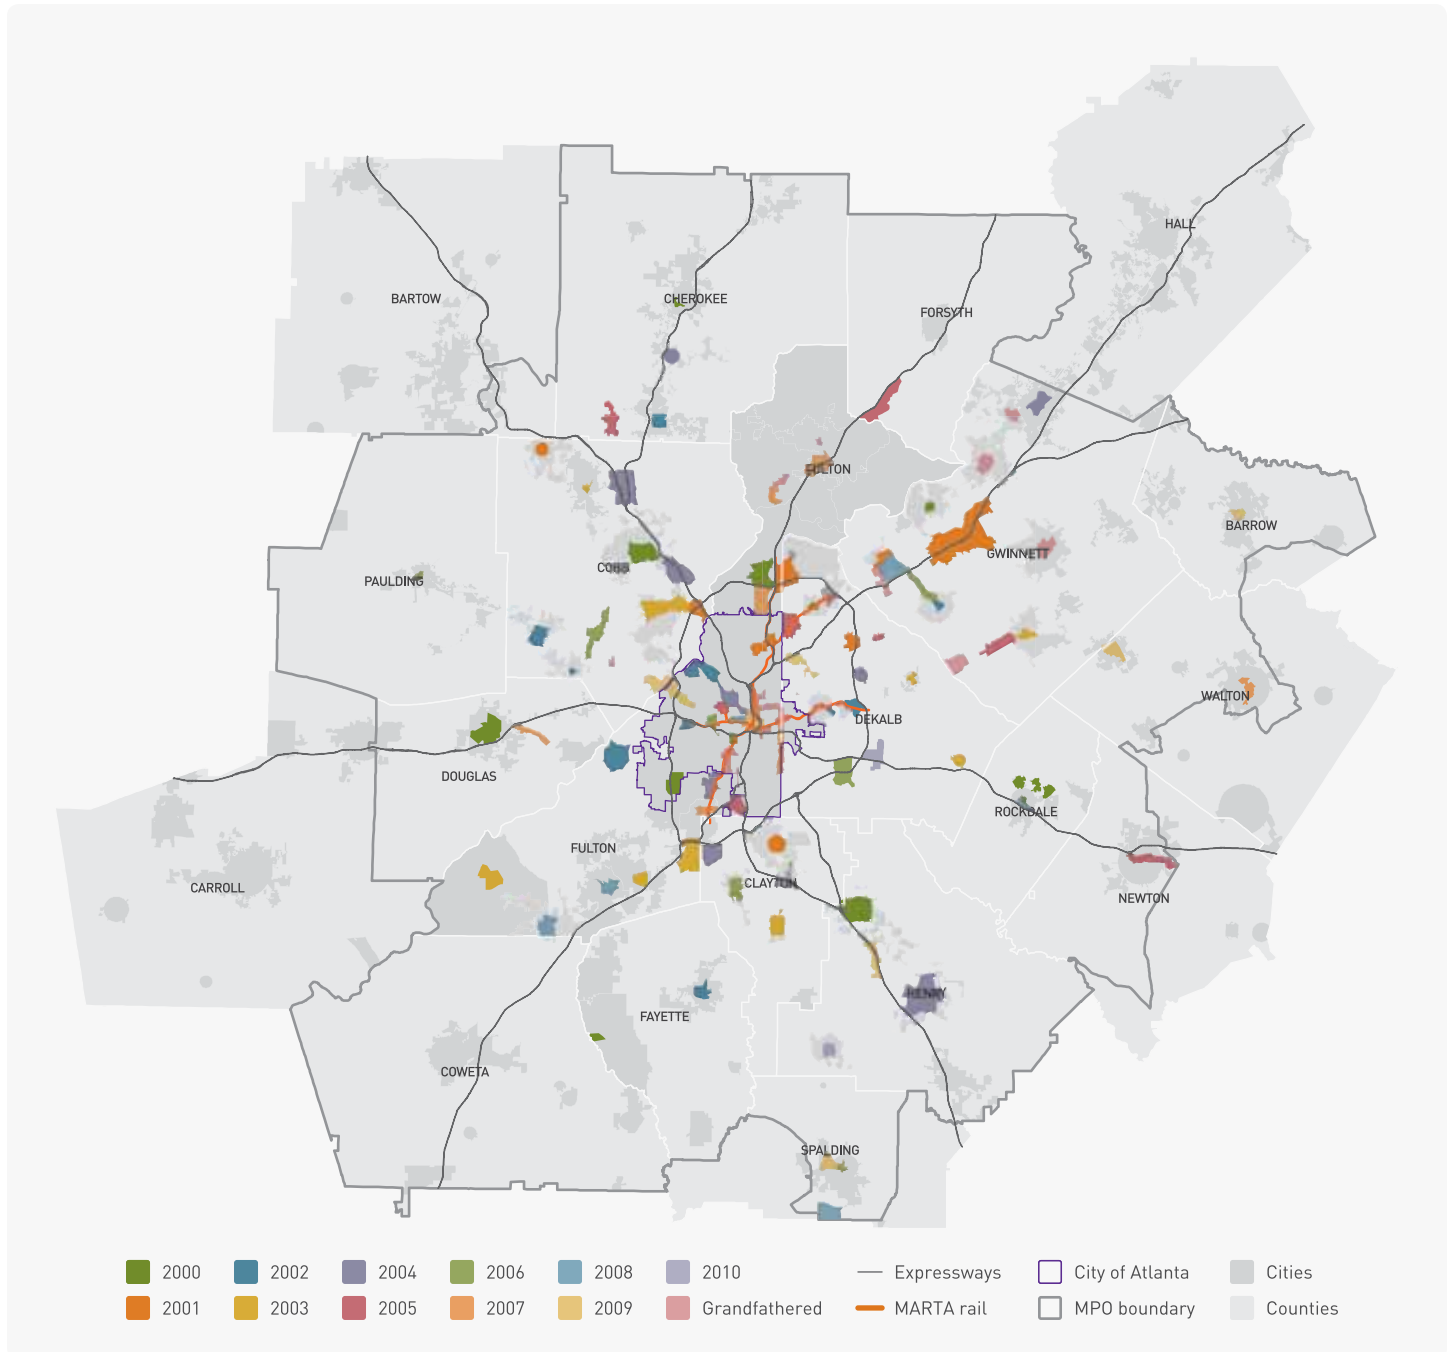 HALL
BARTOW
CHEROKEE
FORSYTH
FULTON
BARROW
GWINNETT
COBB
PAULDING
WALTON
DEKALB
DOUGLAS
ROCKDALE
FULTON
CLAYTON
CARROLL
NEWTON
HENRY
FAYETTE
COWETA
SPALDING
2000 2002 2004 2006 2008 2010 Expressways City of Atlanta Cities
2001 2003 2005 2007 2009 Grandfathered MARTA rail MPO boundary Counties